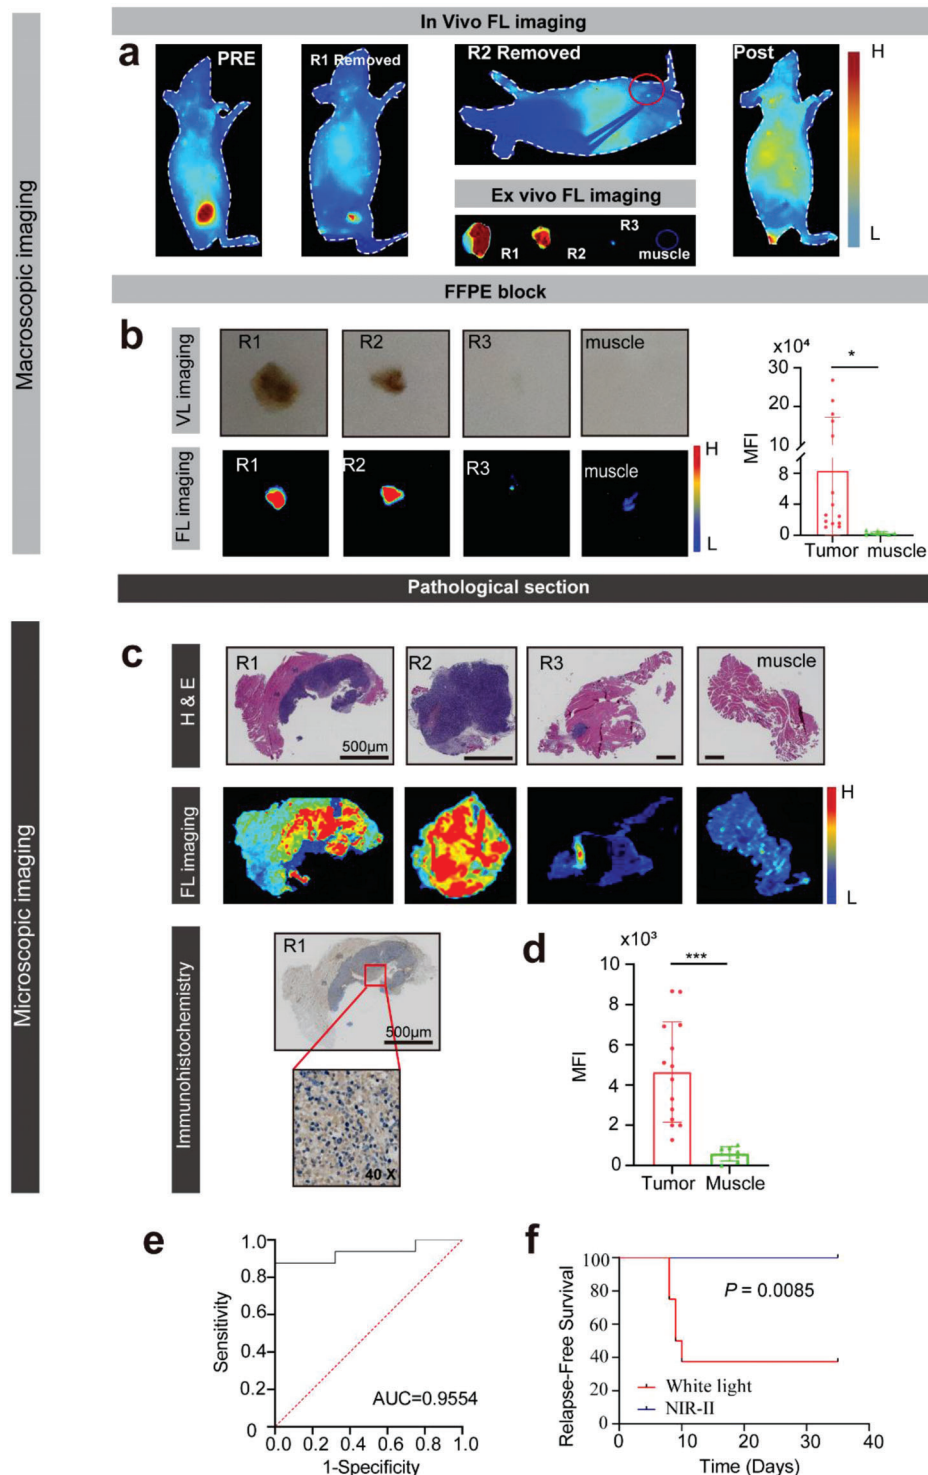 Macroscopic imaging
In Vivo FL imaging
a
PRE
R1 Removed
R2 Removed
Post
H
L
Ex vivo FL imaging
R1
R2
R3
muscle
FFPE block
b
VL imaging
R1
R2
R3
muscle
FL imaging
R1
R2
R3
muscle
H
L
x10⁴
*
30
20
10
8
4
0
MFI
Tumor
muscle
Pathological section
Microscopic imaging
c
H & E
R1
500μm
R2
R3
muscle
FL imaging
H
L
Immunohistochemistry
R1
500μm
40 X
d
x10³
***
10
8
6
4
2
0
MFI
Tumor
Muscle
e
Sensitivity
1.0
0.8
0.6
0.4
0.2
0
AUC=0.9554
0.0 0.2 0.4 0.6 0.8 1.0
1-Specificity
f
Relapse-Free Survival
100
80
60
40
20
0
P = 0.0085
White light
NIR-II
0 10 20 30 40
Time (Days)